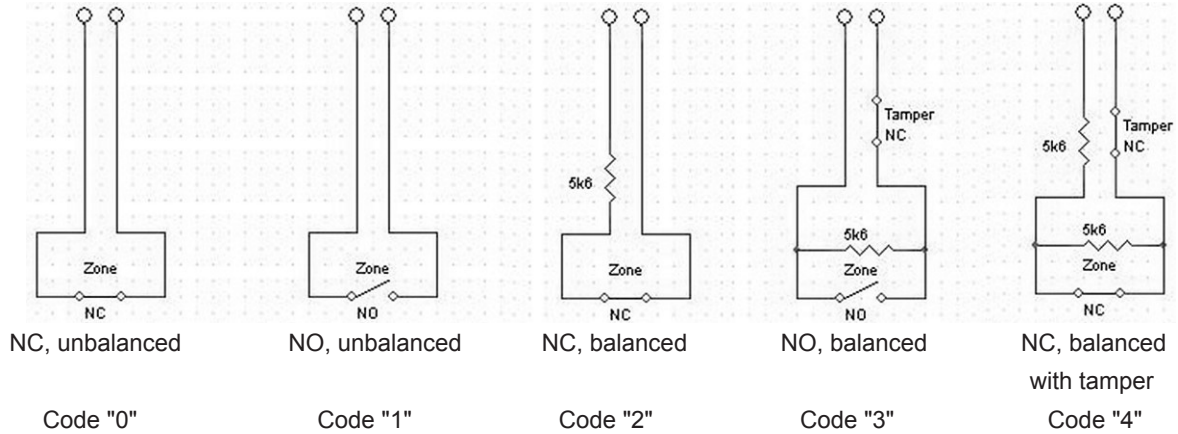 Tamper
NC
Tamper
NC
5k6
5k6
5k6
5k6
Zone
Zone
Zone
Zone
Zone
NC
NO
NC
NO
NC
NC, unbalanced
NO, unbalanced
NC, balanced
NO, balanced
NC, balanced
with tamper
Code "0"
Code "1"
Code "2"
Code "3"
Code "4"